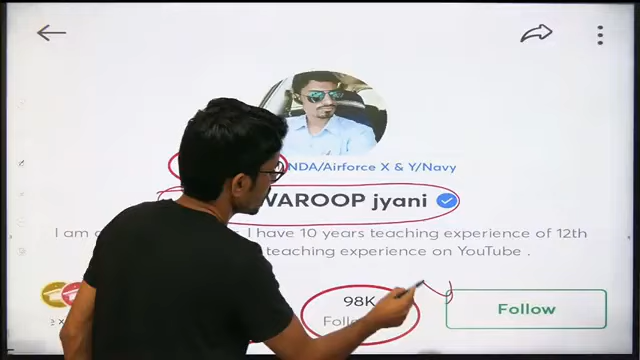 NDA/Airforce X & Y/Navy
WAROOP jyani
I am I have 10 years teaching experience of 12th
teaching experience on YouTube .
98K
Follow